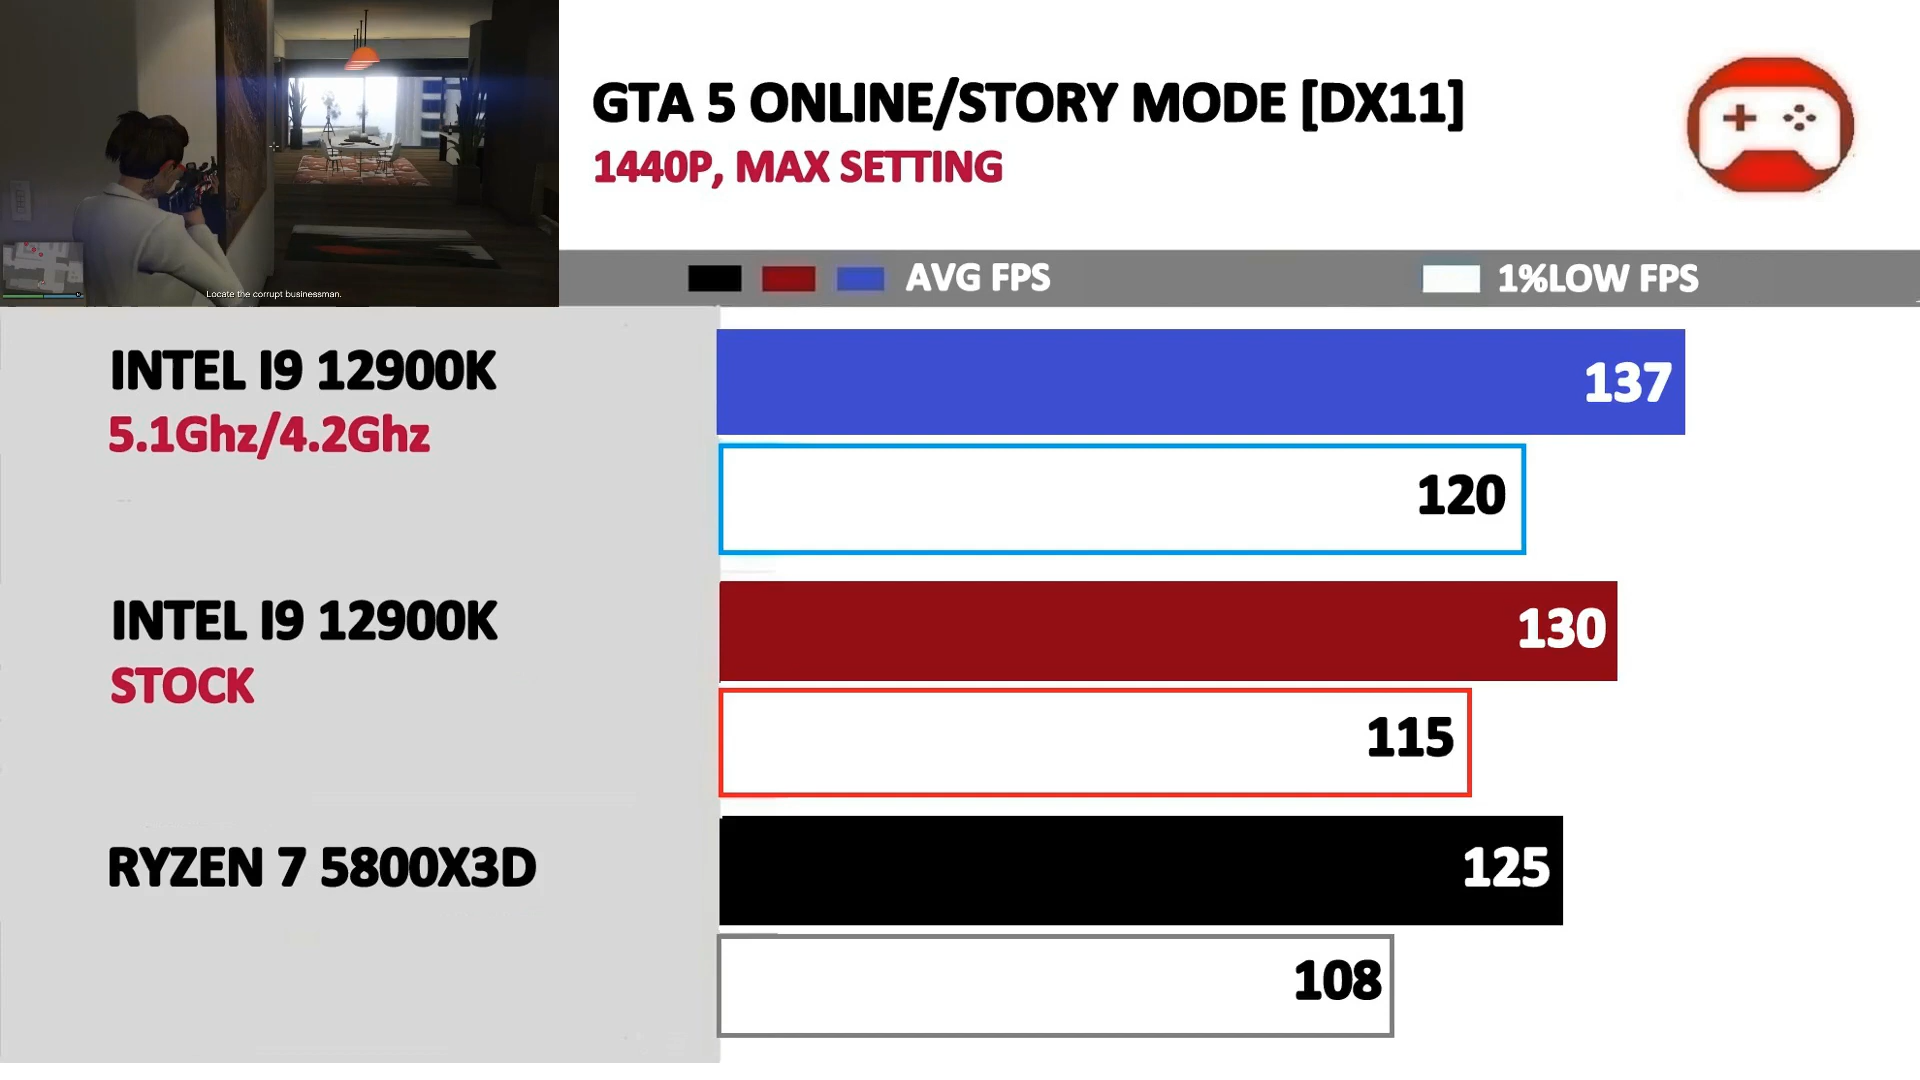 GTA 5 ONLINE/STORY MODE [DX11]
1440P, MAX SETTING
Locate the corrupt businessman.
AVG FPS
1%LOW FPS
INTEL I9 12900K
5.1Ghz/4.2Ghz
137
120
INTEL I9 12900K
STOCK
130
115
RYZEN 7 5800X3D
125
108